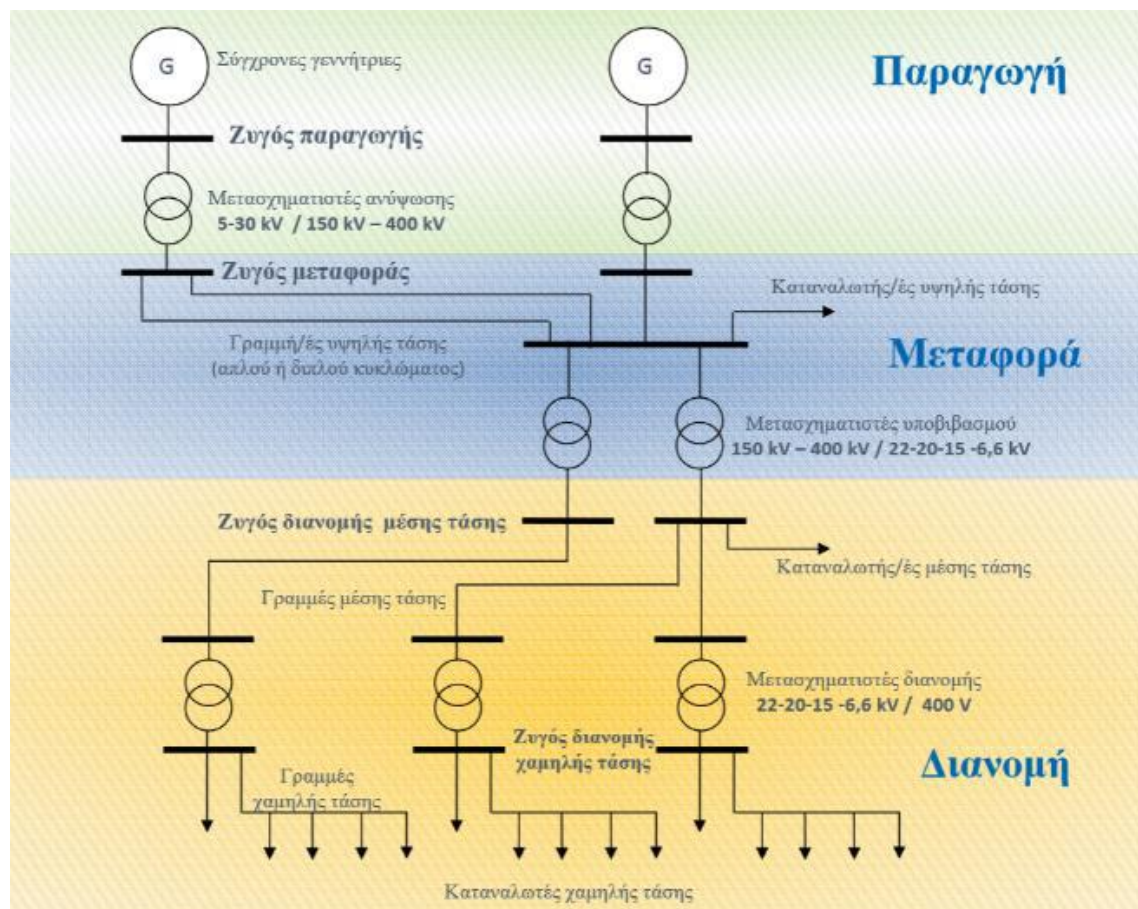 G
Σύγχρονες γεννήτριες
G
Παραγωγή
Ζυγός παραγωγής
Μετασχηματιστές ανύψωσης
5-30 kV / 150 kV – 400 kV
Ζυγός μεταφοράς
Καταναλωτής/ές υψηλής τάσης
Γραμμή/ές υψηλής τάσης
(απλού ή διπλού κυκλώματος)
Μεταφορά
Μετασχηματιστές υποβιβασμού
150 kV – 400 kV / 22-20-15 -6,6 kV
Ζυγός διανομής μέσης τάσης
Καταναλωτής/ές μέσης τάσης
Γραμμές μέσης τάσης
Μετασχηματιστές διανομής
22-20-15 -6,6 kV / 400 V
Ζυγός διανομής
χαμηλής τάσης
Διανομή
Γραμμές
χαμηλής τάσης
Καταναλωτές χαμηλής τάσης